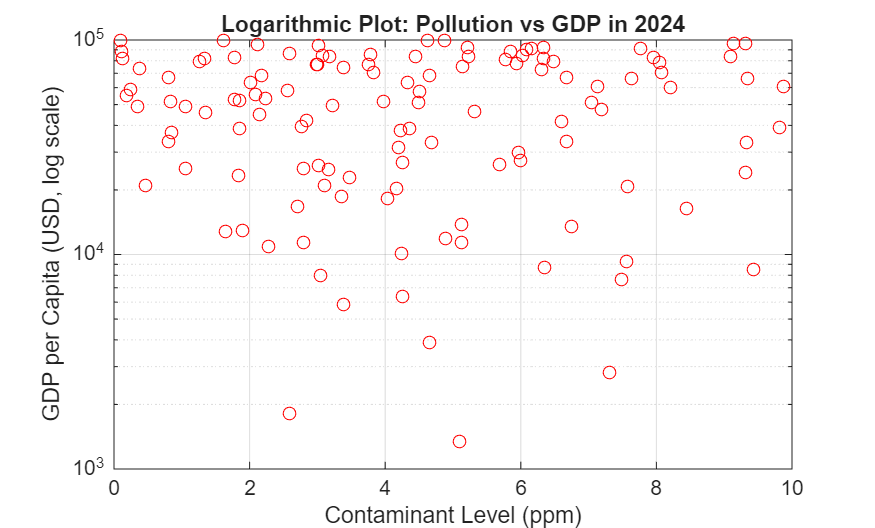 Logarithmic Plot: Pollution vs GDP in 2024
GDP per Capita (USD, log scale)
10^5
10^4
10^3
0 2 4 6 8 10
Contaminant Level (ppm)